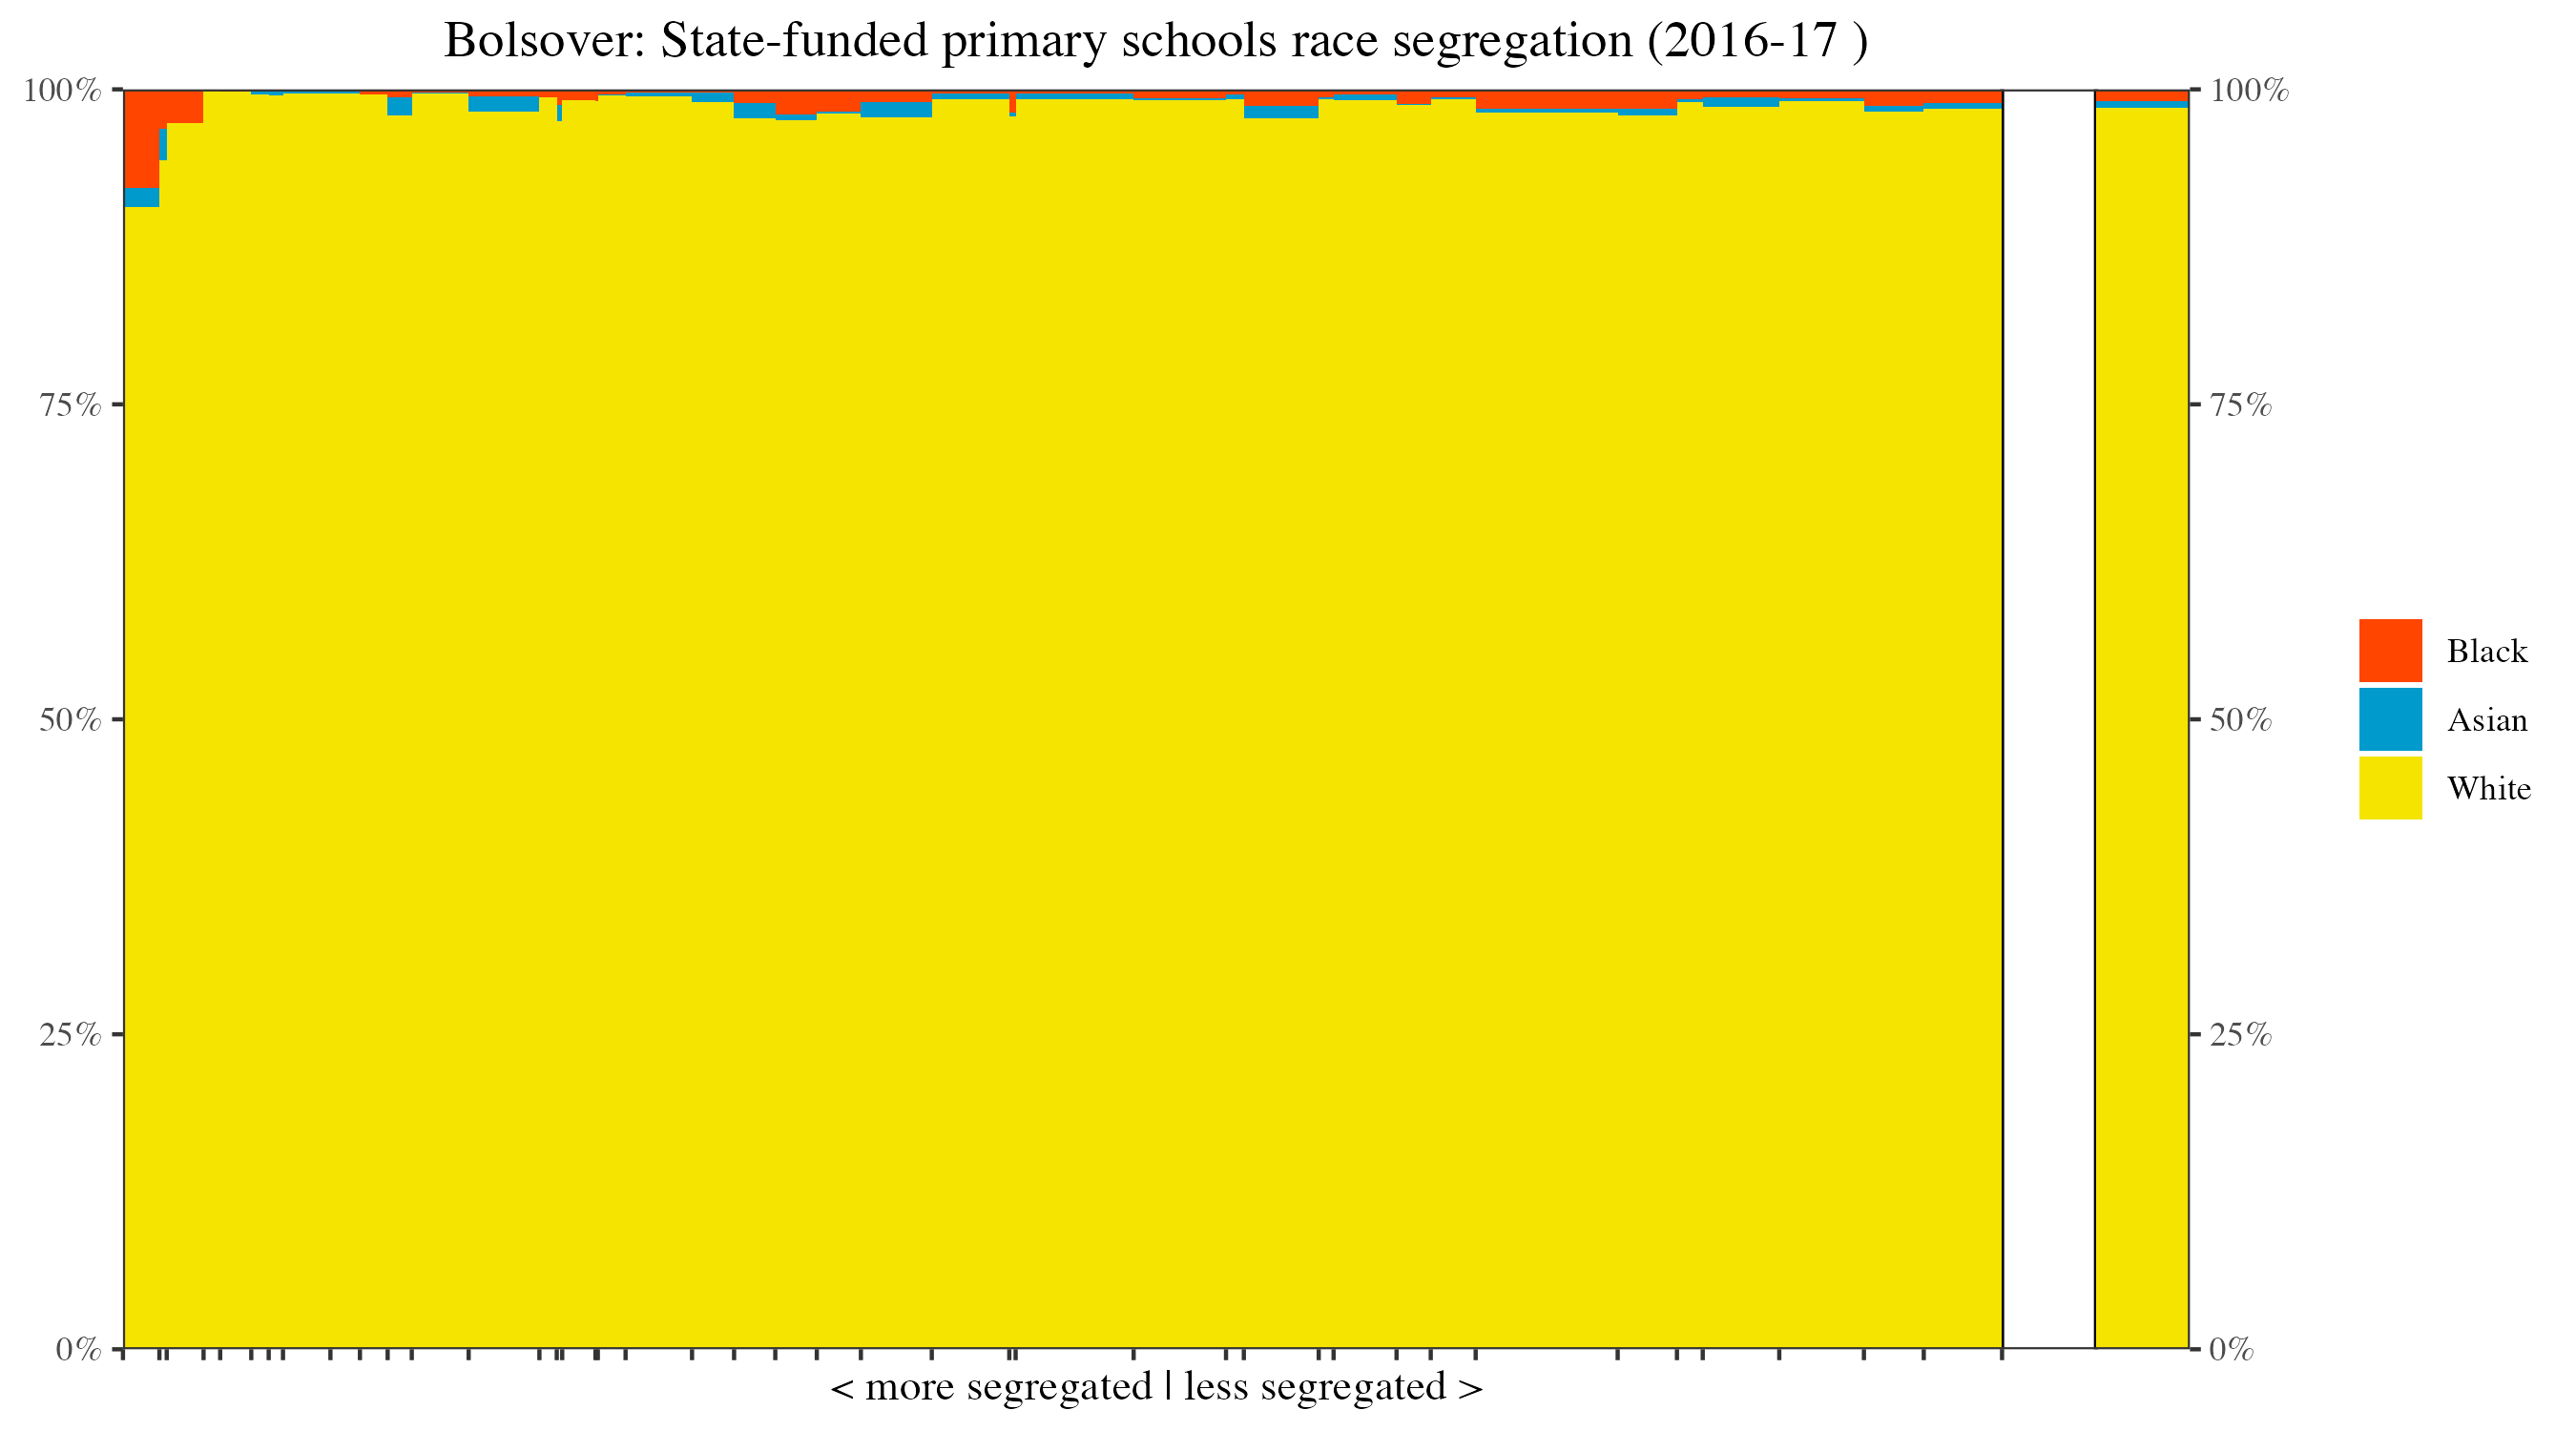 Bolsover: State-funded primary schools race segregation (2016-17 )
100%
75%
50%
25%
0%
100%
75%
50%
25%
0%
Black
Asian
White
< more segregated | less segregated >